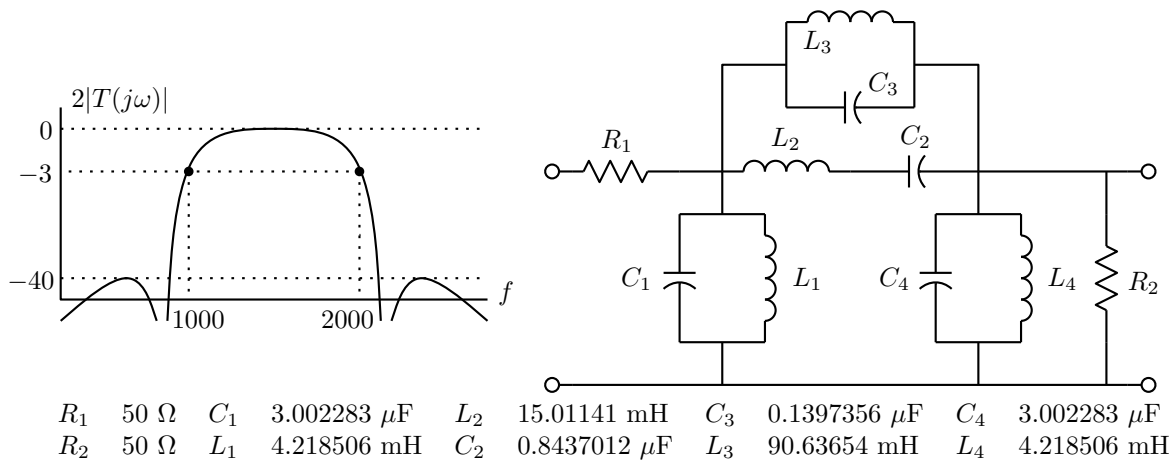 2|T(jω)|
0
−3
−40
1000
2000
f
L₃
C₃
R₁
L₂
C₂
C₁
L₁
C₄
L₄
R₂
R₁ 50 Ω C₁ 3.002283 μF L₂ 15.01141 mH C₃ 0.1397356 μF C₄ 3.002283 μF
R₂ 50 Ω L₁ 4.218506 mH C₂ 0.8437012 μF L₃ 90.63654 mH L₄ 4.218506 mH